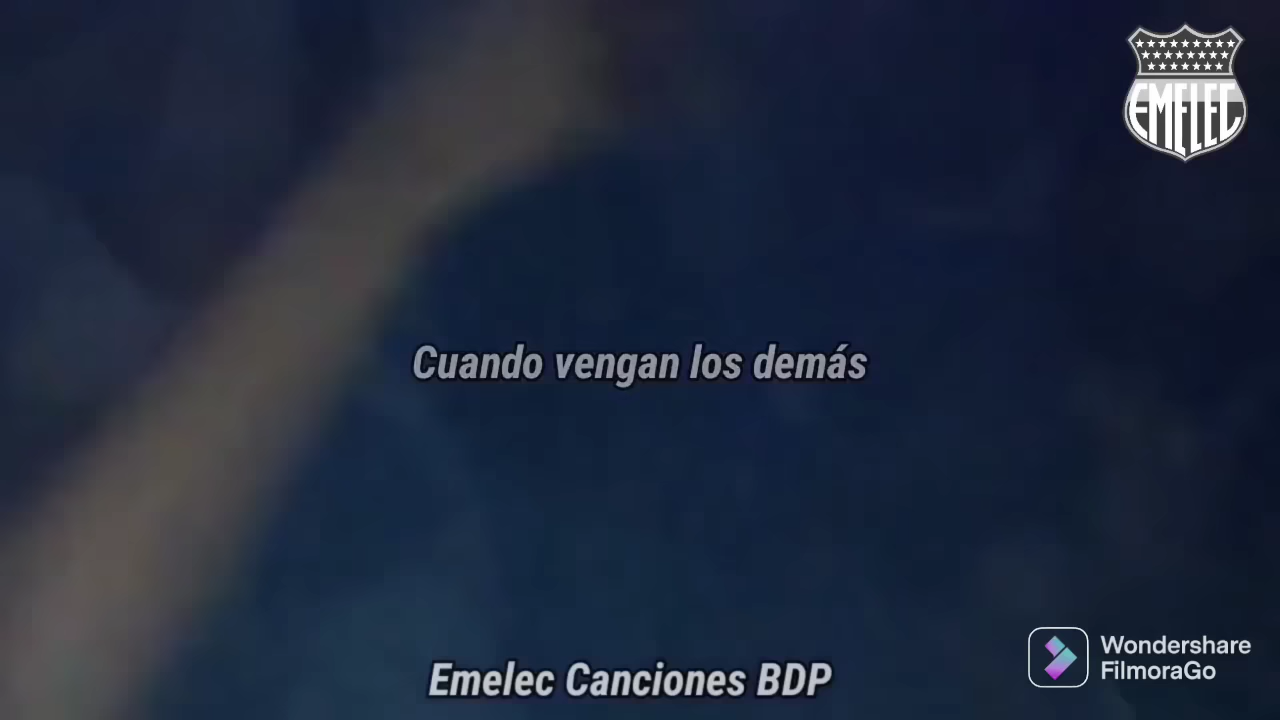 EMELEC
Cuando vengan los demás
Emelec Canciones BDP
Wondershare
FilmoraGo